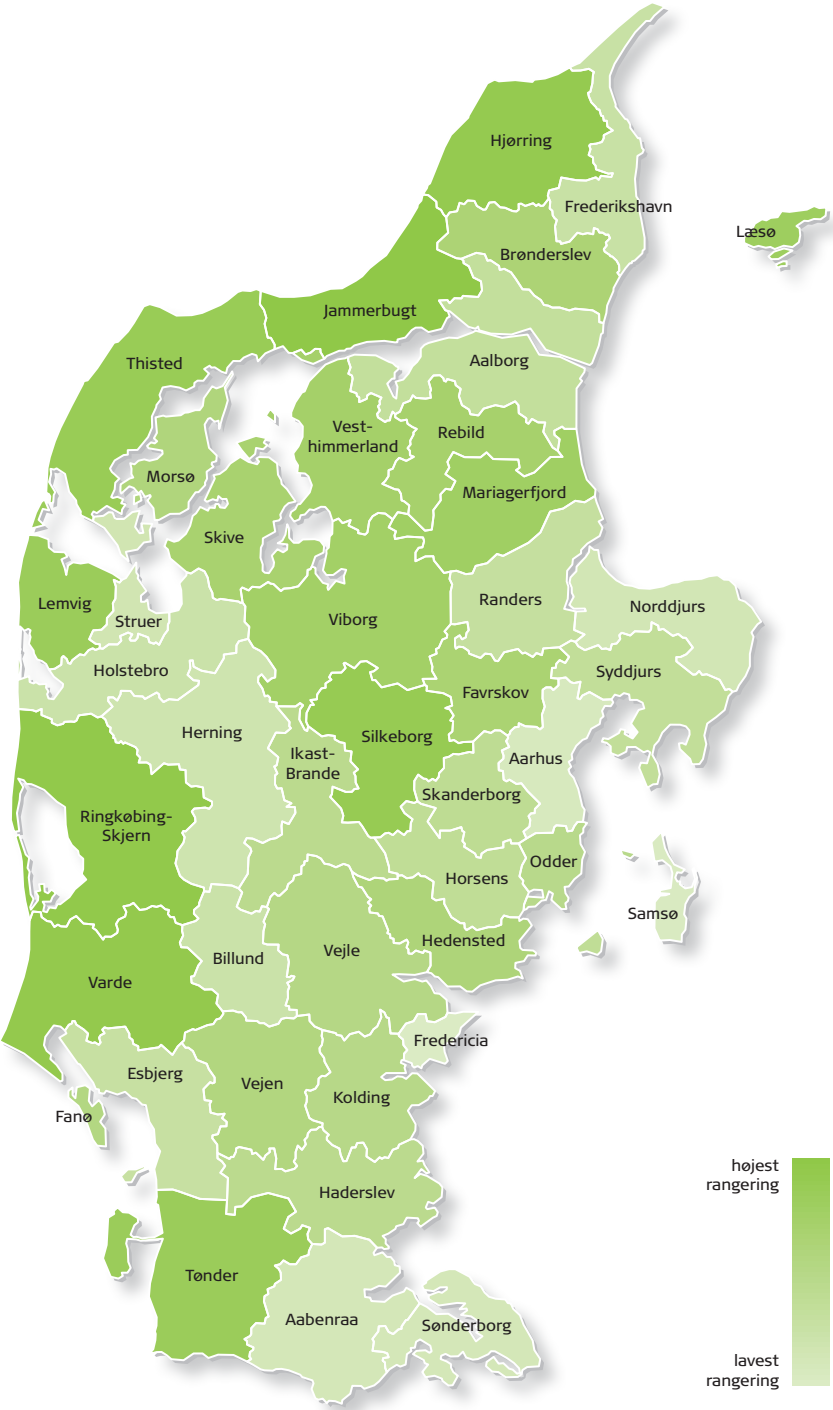 Hjørring
Frederikshavn
Læsø
Brønderslev
Jammerbugt
Thisted
Aalborg
Vest-
himmerland
Rebild
Morsø
Mariagerfjord
Skive
Lemvig
Struer
Viborg
Randers
Norddjurs
Holstebro
Syddjurs
Favrskov
Herning
Silkeborg
Ikast-
Brande
Aarhus
Skanderborg
Ringkøbing-
Skjern
Odder
Horsens
Samsø
Hedensted
Vejle
Billund
Varde
Fredericia
Esbjerg
Vejen
Kolding
Fanø
Haderslev
Tønder
Aabenraa
Sønderborg
højest
rangering
lavest
rangering